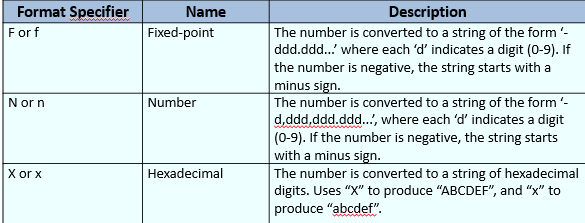 Format Specifier Name Description
F or f Fixed-point The number is converted to a string of the form ‘-
ddd.ddd...’ where each ‘d’ indicates a digit (0-9). If
the number is negative, the string starts with a
minus sign.
N or n Number The number is converted to a string of the form ‘-
d,ddd,ddd.ddd...’, where each ‘d’ indicates a digit
(0-9). If the number is negative, the string starts
with a minus sign.
X or x Hexadecimal The number is converted to a string of hexadecimal
digits. Uses “X” to produce “ABCDEF”, and “x” to
produce “abcdef”.